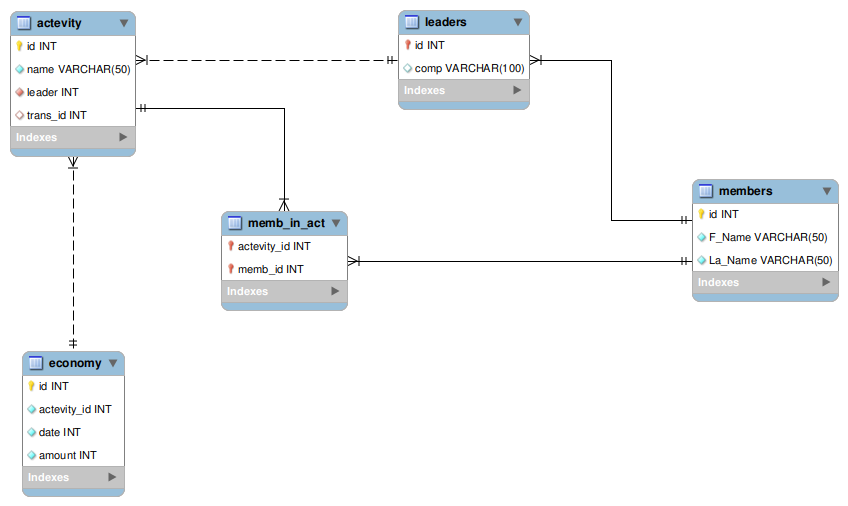 actevity
id INT
name VARCHAR(50)
leader INT
trans_id INT
Indexes
leaders
id INT
comp VARCHAR(100)
Indexes
members
id INT
F_Name VARCHAR(50)
La_Name VARCHAR(50)
Indexes
memb_in_act
actevity_id INT
memb_id INT
Indexes
economy
id INT
actevity_id INT
date INT
amount INT
Indexes